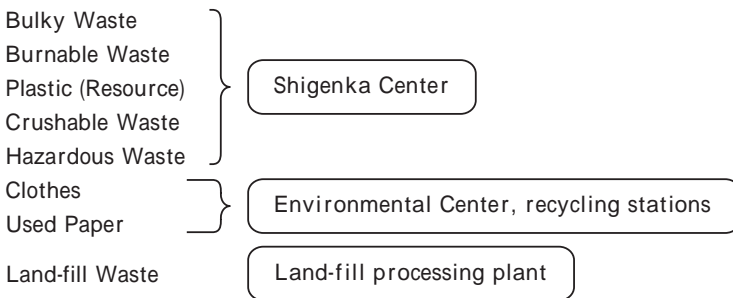 Bulky Waste
Burnable Waste
Plastic (Resource)
Shigenka Center
Crushable Waste
Hazardous Waste
Clothes
Used Paper
Environmental Center, recycling stations
Land-fill Waste
Land-fill processing plant